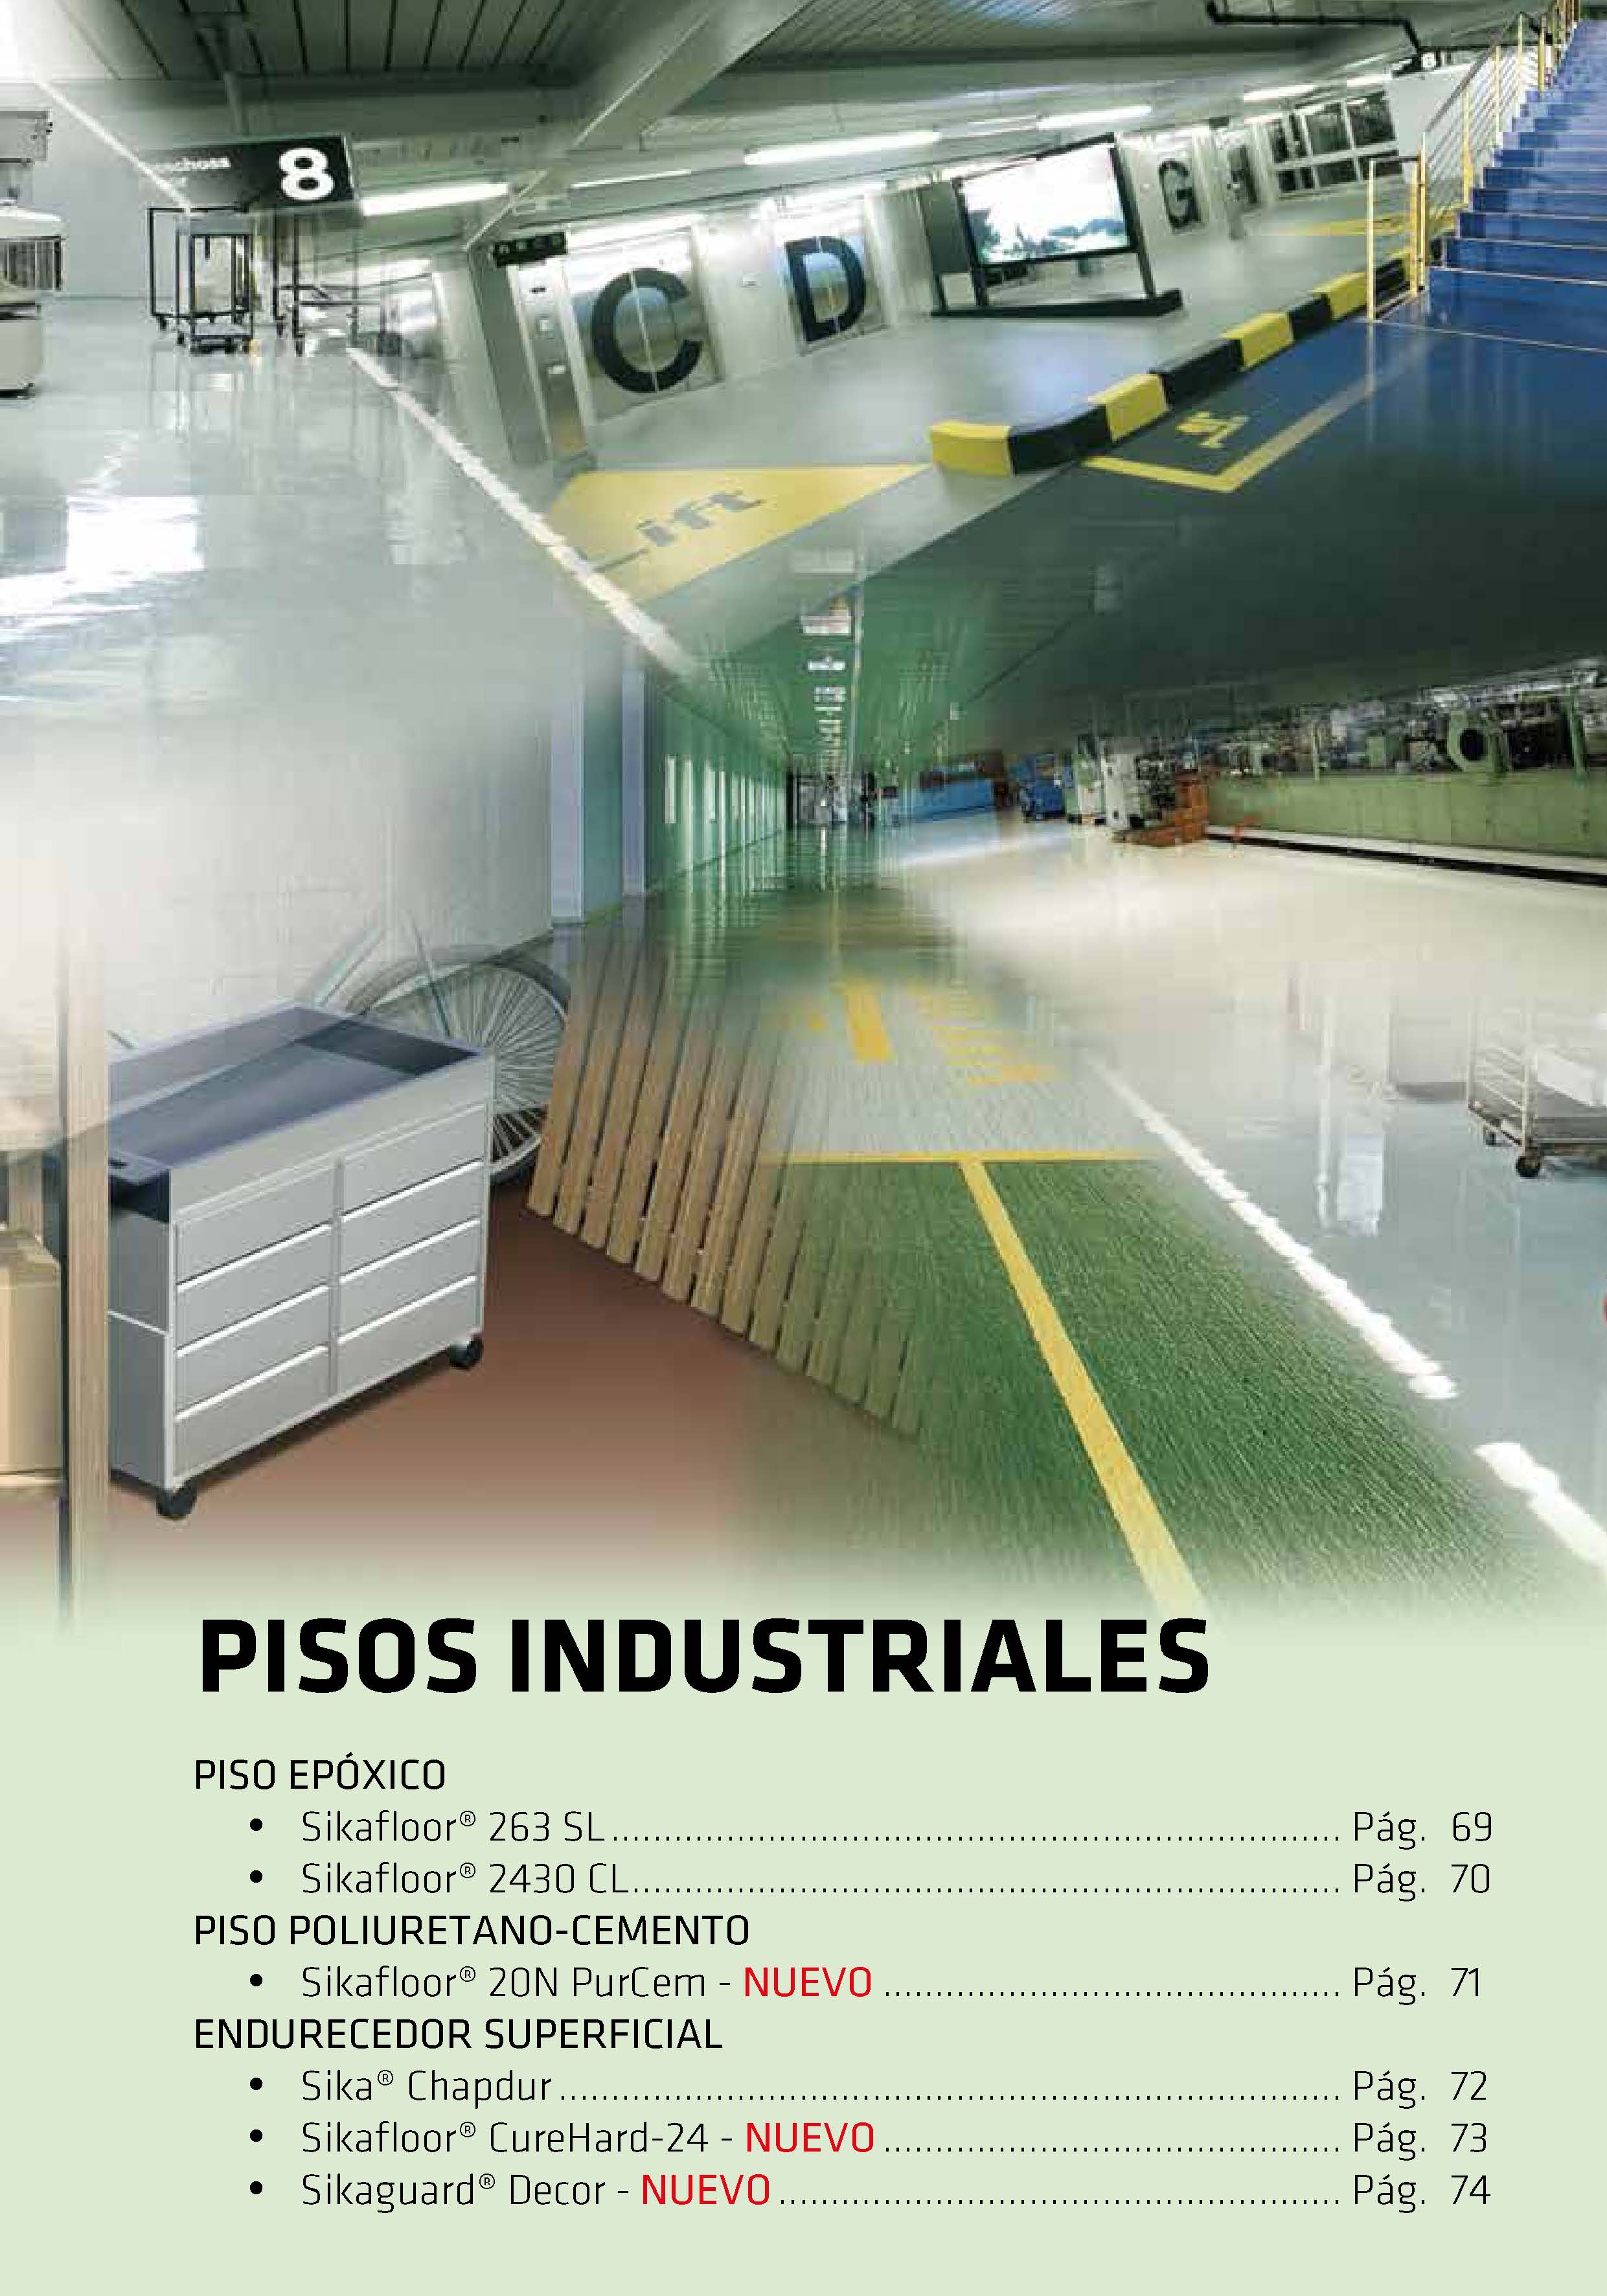 8
C
D
G
Lift
PISOS INDUSTRIALES
PISO EPÓXICO
• Sikafloor® 263 SL ........................................................................ Pág. 69
• Sikafloor® 2430 CL ...................................................................... Pág. 70
PISO POLIURETANO-CEMENTO
• Sikafloor® 20N PurCem - NUEVO ............................................. Pág. 71
ENDURECEDOR SUPERFICIAL
• Sika® Chapdur ............................................................................. Pág. 72
• Sikafloor® CureHard-24 - NUEVO ............................................. Pág. 73
• Sikaguard® Decor - NUEVO ....................................................... Pág. 74